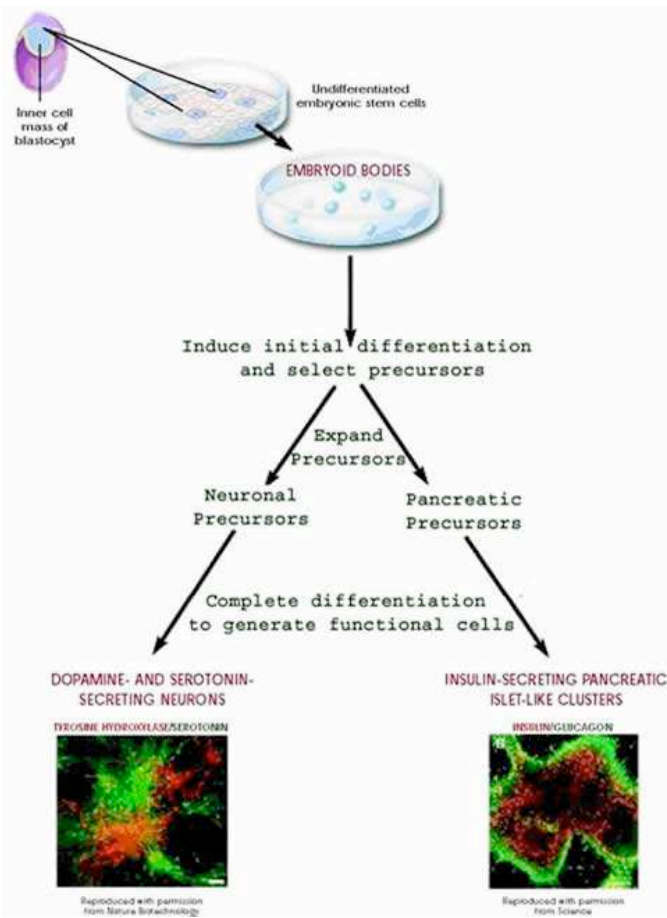 Inner cell
mass of
blastocyst
Undifferentiated
embryonic stem cells
EMBRYOID BODIES
Induce initial differentiation
and select precursors
Expand
Precursors
Neuronal
Precursors
Pancreatic
Precursors
Complete differentiation
to generate functional cells
DOPAMINE- AND SEROTONIN-
SECRETING NEURONS
TYROSINE HYDROXYLASE/SEROTONIN
Reproduced with permission
from Nature Biotechnology
INSULIN-SECRETING PANCREATIC
ISLET-LIKE CLUSTERS
INSULIN/GLUCAGON
B
Reproduced with permission
from Science